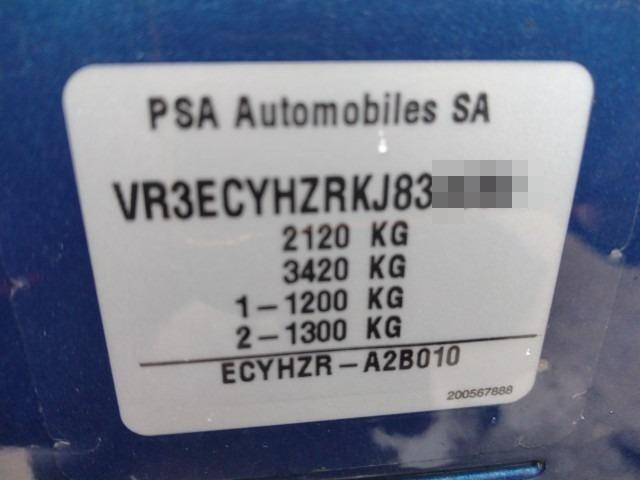 PSA Automobiles SA
VR3ECYHZRKJ83
2120 KG
3420 KG
1-1200 KG
2-1300 KG
ECYHZR-A2B010
200567888